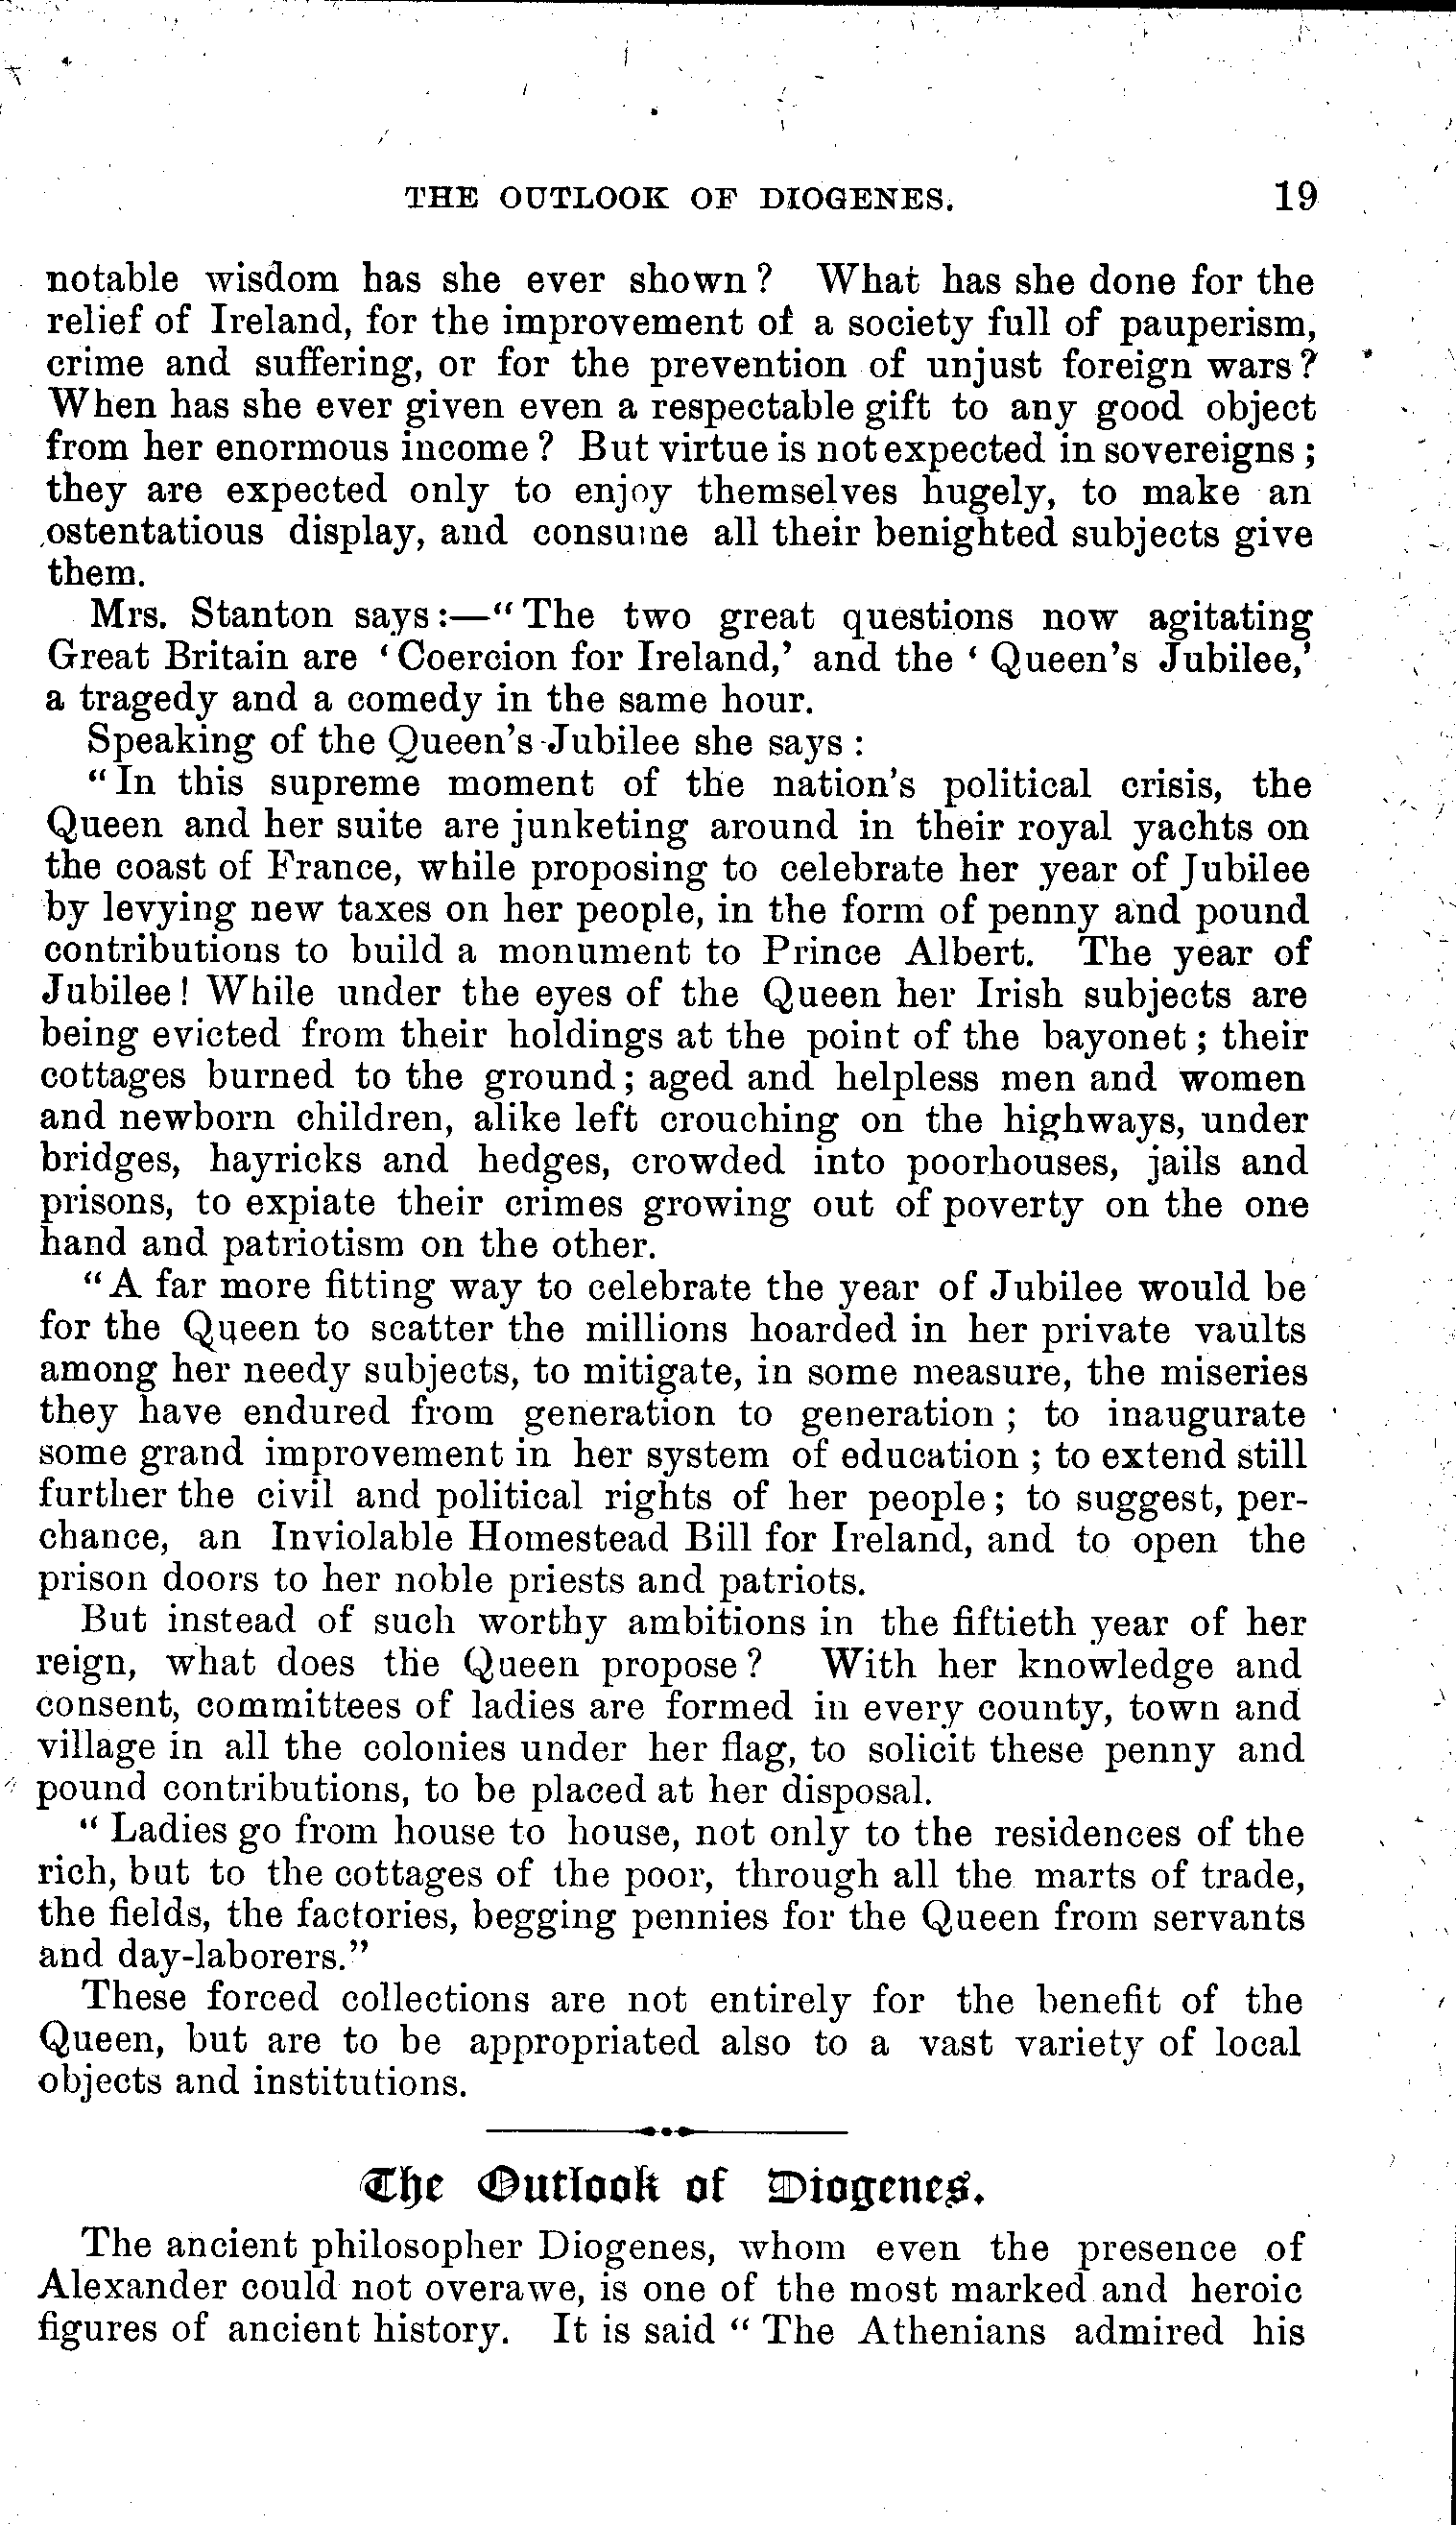 THE OUTLOOK OF DIOGENES. 19
notable wisdom has she ever shown? What has she done for the
relief of Ireland, for the improvement of a society full of pauperism,
crime and suffering, or for the prevention of unjust foreign wars?
When has she ever given even a respectable gift to any good object
from her enormous income? But virtue is not expected in sovereigns;
they are expected only to enjoy themselves hugely, to make an
ostentatious display, and consume all their benighted subjects give
them.
Mrs. Stanton says:—"The two great questions now agitating
Great Britain are 'Coercion for Ireland,' and the 'Queen's Jubilee,'
a tragedy and a comedy in the same hour.
Speaking of the Queen's Jubilee she says:
"In this supreme moment of the nation's political crisis, the
Queen and her suite are junketing around in their royal yachts on
the coast of France, while proposing to celebrate her year of Jubilee
by levying new taxes on her people, in the form of penny and pound
contributions to build a monument to Prince Albert. The year of
Jubilee! While under the eyes of the Queen her Irish subjects are
being evicted from their holdings at the point of the bayonet; their
cottages burned to the ground; aged and helpless men and women
and newborn children, alike left crouching on the highways, under
bridges, hayricks and hedges, crowded into poorhouses, jails and
prisons, to expiate their crimes growing out of poverty on the one
hand and patriotism on the other.
"A far more fitting way to celebrate the year of Jubilee would be
for the Queen to scatter the millions hoarded in her private vaults
among her needy subjects, to mitigate, in some measure, the miseries
they have endured from generation to generation; to inaugurate
some grand improvement in her system of education; to extend still
further the civil and political rights of her people; to suggest, per-
chance, an Inviolable Homestead Bill for Ireland, and to open the
prison doors to her noble priests and patriots.
But instead of such worthy ambitions in the fiftieth year of her
reign, what does the Queen propose? With her knowledge and
consent, committees of ladies are formed in every county, town and
village in all the colonies under her flag, to solicit these penny and
pound contributions, to be placed at her disposal.
"Ladies go from house to house, not only to the residences of the
rich, but to the cottages of the poor, through all the marts of trade,
the fields, the factories, begging pennies for the Queen from servants
and day-laborers."
These forced collections are not entirely for the benefit of the
Queen, but are to be appropriated also to a vast variety of local
objects and institutions.
The Outlook of Diogenes.
The ancient philosopher Diogenes, whom even the presence of
Alexander could not overawe, is one of the most marked and heroic
figures of ancient history. It is said "The Athenians admired his